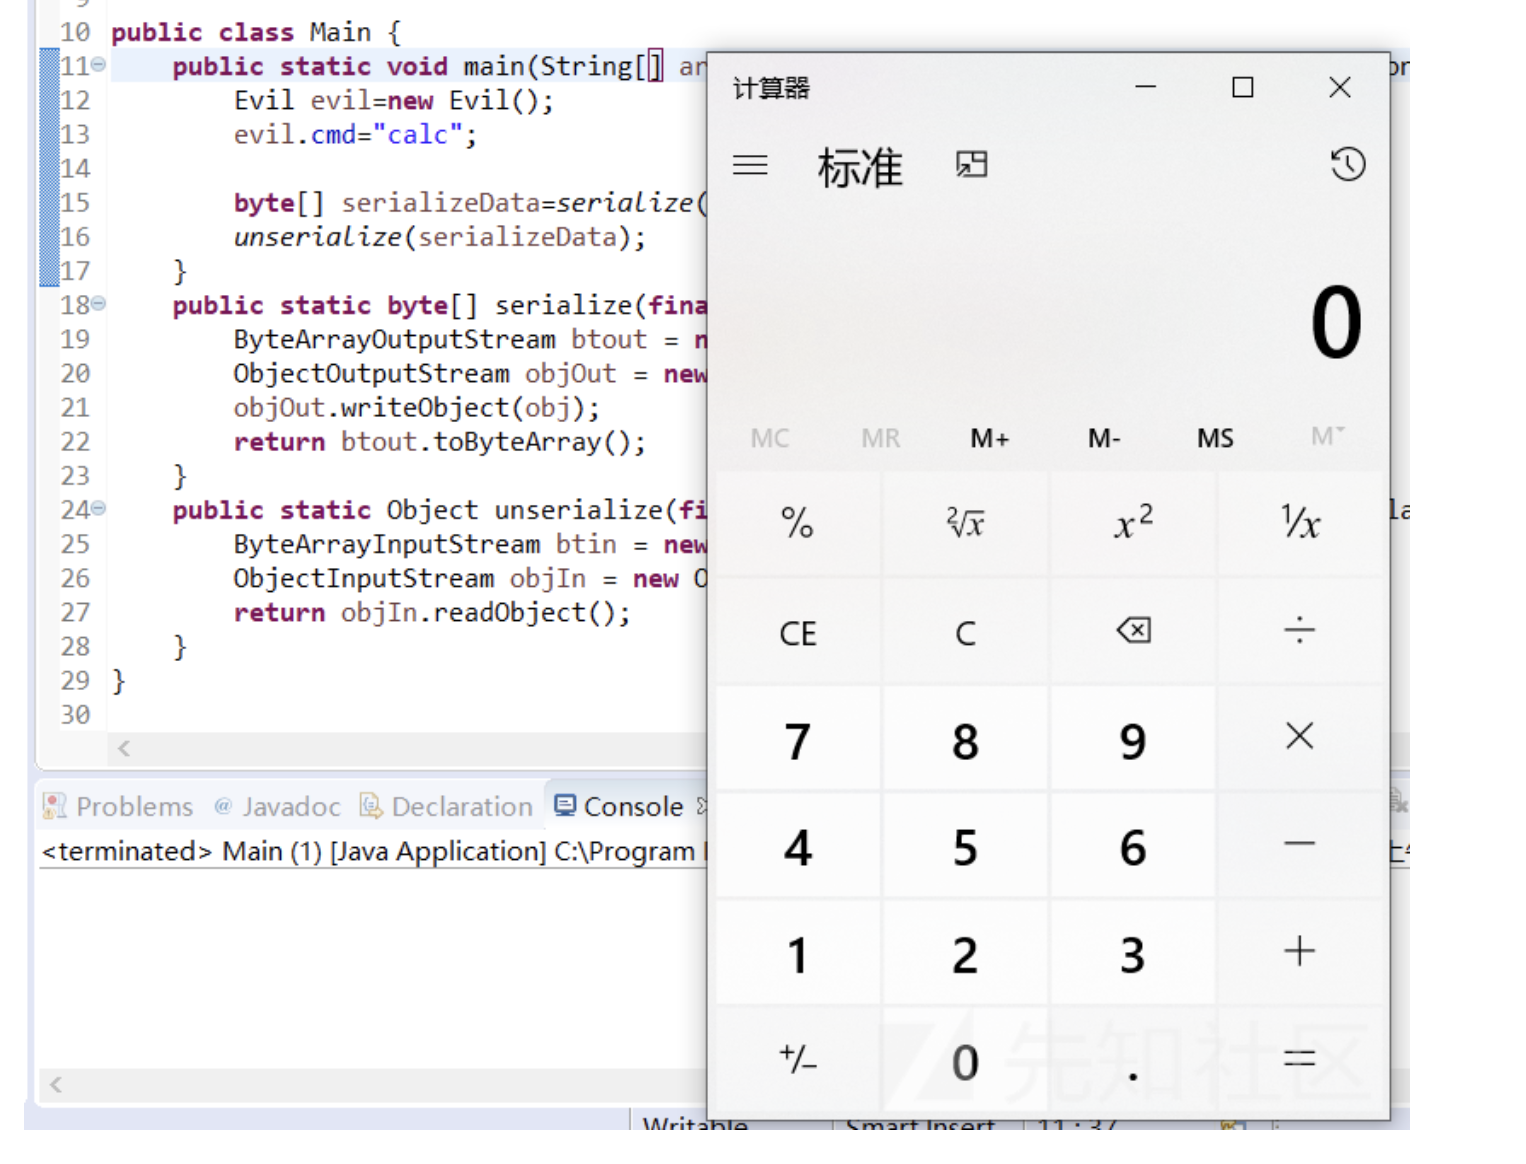 10 public class Main {
11 public static void main(String[] ar
12 Evil evil=new Evil();
13 evil.cmd="calc";
14
15 byte[] serializeData=serialize(
16 unserialize(serializeData);
17 }
18 public static byte[] serialize(fina
19 ByteArrayOutputStream btout = n
20 ObjectOutputStream objOut = new
21 objOut.writeObject(obj);
22 return btout.toByteArray();
23 }
24 public static Object unserialize(fi
25 ByteArrayInputStream btin = new
26 ObjectInputStream objIn = new O
27 return objIn.readObject();
28 }
29 }
30
Problems @ Javadoc Declaration Console
<terminated> Main (1) [Java Application] C:\Program
Writable Smart Insert 11 : 37
计算器
标准
0
MC MR M+ M- MS M˅
% ²√x x² ¹/x
CE C ÷
7 8 9 ×
4 5 6 −
1 2 3 +
+/− 0 . =
先知社区